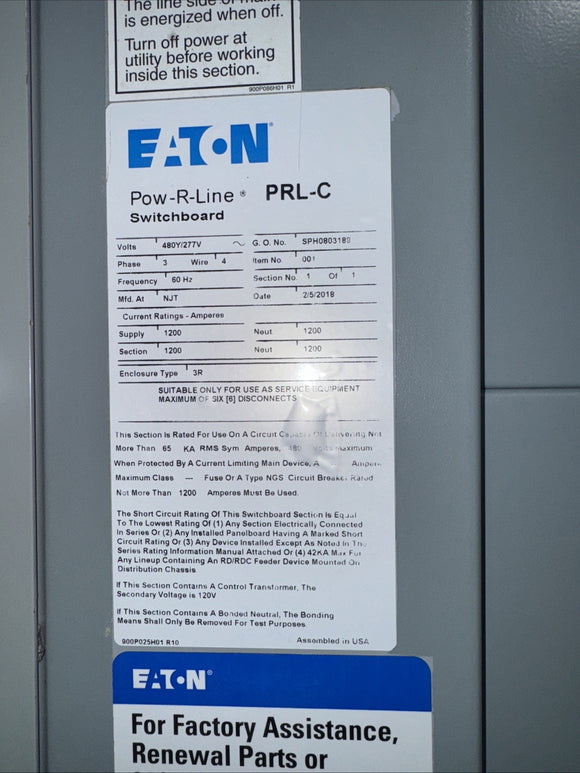 The line side of main
is energized when off.
Turn off power at
utility before working
inside this section.
900P086H01 R1
EATON®
Pow-R-Line® PRL-C
Switchboard
Volts 480Y/277V ~ G. O. No. SPH0803189
Phase 3 Wire 4 Item No. 001
Frequency 60 Hz Section No. 1 Of 1
Mfd. At NJT Date 2/5/2018
Current Ratings - Amperes
Supply 1200 Neut. 1200
Section 1200 Neut. 1200
Enclosure Type 3R
SUITABLE ONLY FOR USE AS SERVICE EQUIPMENT
MAXIMUM OF SIX [6] DISCONNECTS
This Section Is Rated For Use On A Circuit Capable Of Delivering Not
More Than 65 KA RMS Sym. Amperes, 480 Volts Maximum
When Protected By A Current Limiting Main Device, A Ampere
Maximum Class --- Fuse Or A Type NGS Circuit Breaker Rated
Not More Than 1200 Amperes Must Be Used.
The Short Circuit Rating Of This Switchboard Section Is Equal
To The Lowest Rating Of (1) Any Section Electrically Connected
In Series Or (2) Any Installed Panelboard Having A Marked Short
Circuit Rating Or (3) Any Device Installed Except As Noted In The
Series Rating Information Manual Attached Or (4) 42KA Max For
Any Lineup Containing An RD/RDC Feeder Device Mounted On
Distribution Chassis
If This Section Contains A Control Transformer, The
Secondary Voltage is 120V
If This Section Contains A Bonded Neutral, The Bonding
Means Shall Only Be Removed For Test Purposes.
900P025H01 R10 Assembled in USA
EATON®
For Factory Assistance,
Renewal Parts or